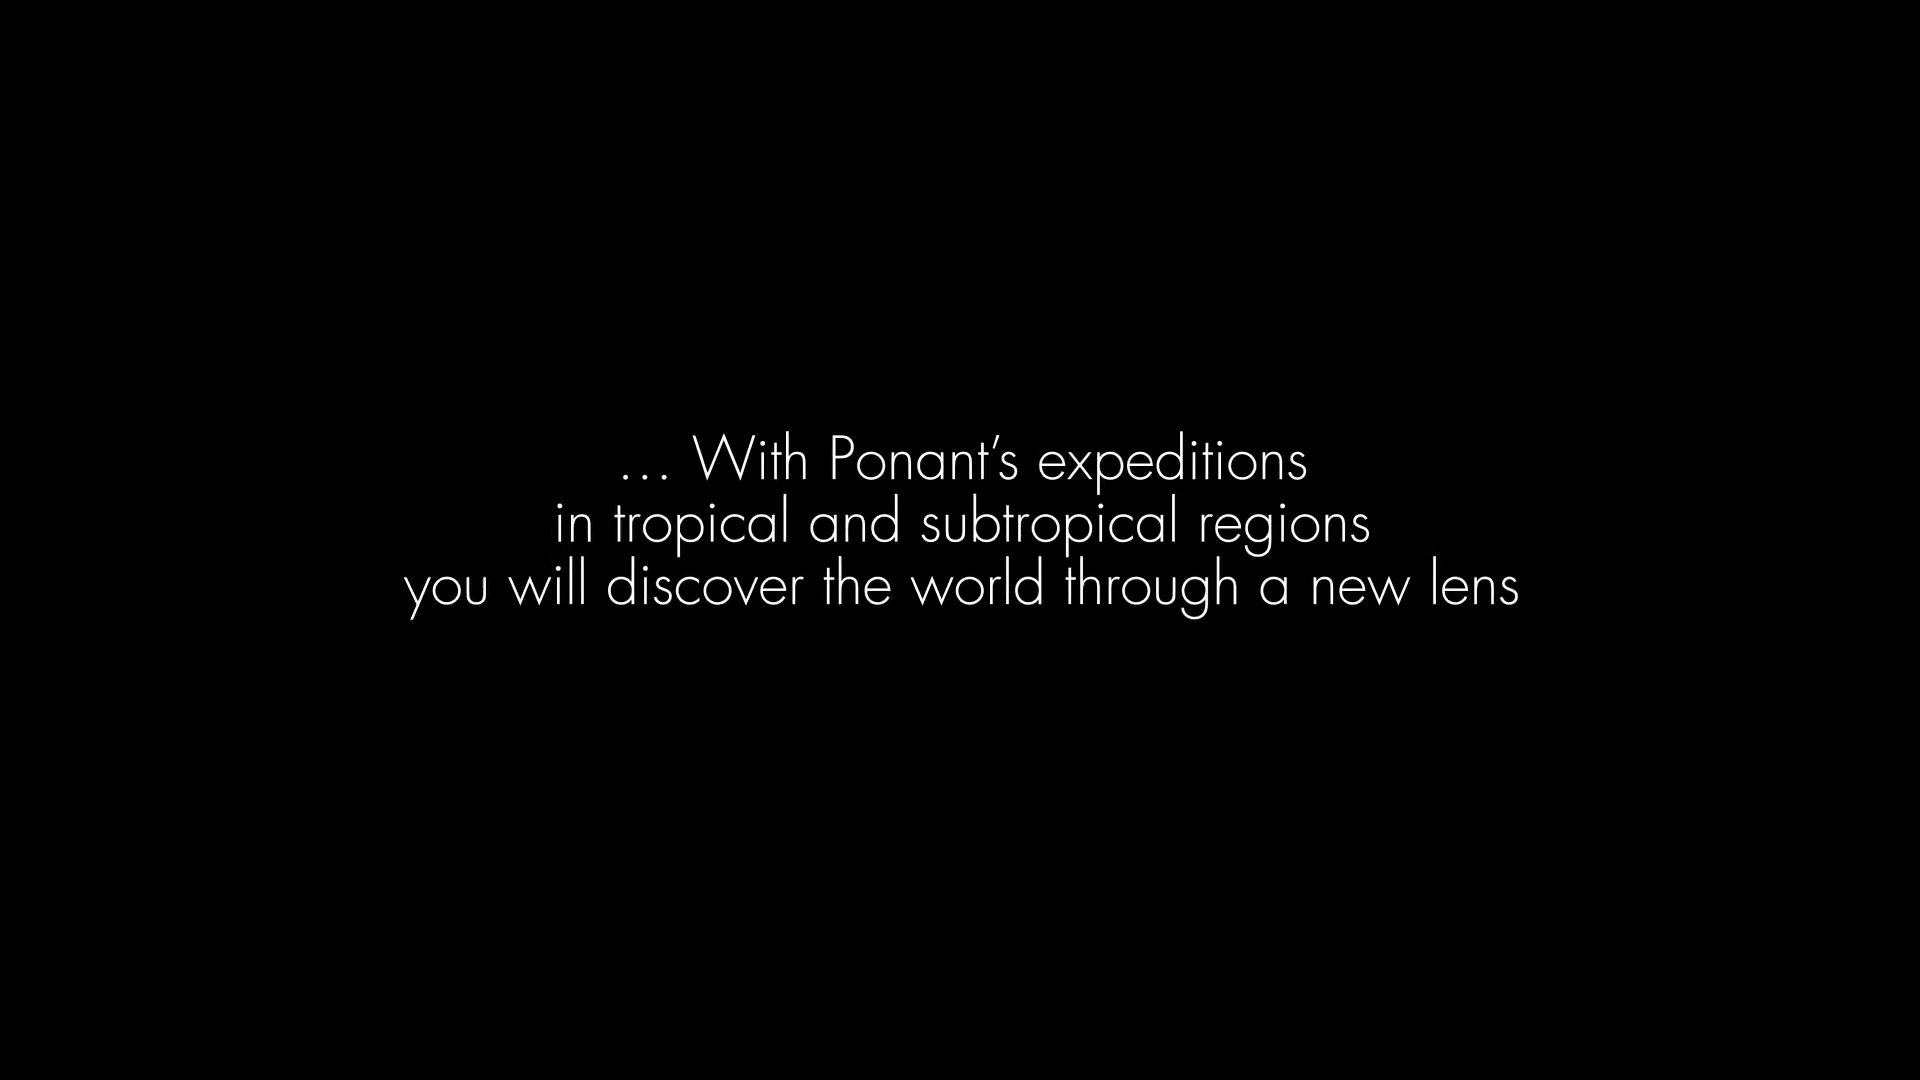 … With Ponant’s expeditions
in tropical and subtropical regions
you will discover the world through a new lens